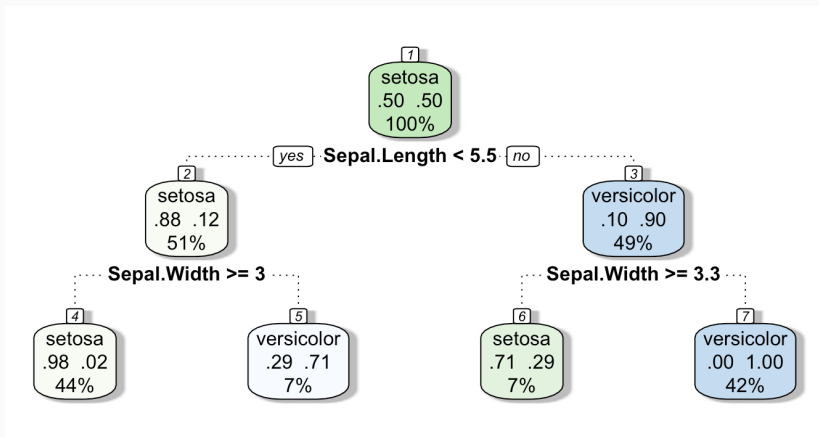 1
setosa
.50 .50
100%
yes Sepal.Length < 5.5 no
2
setosa
.88 .12
51%
3
versicolor
.10 .90
49%
Sepal.Width >= 3
Sepal.Width >= 3.3
4
setosa
.98 .02
44%
5
versicolor
.29 .71
7%
6
setosa
.71 .29
7%
7
versicolor
.00 1.00
42%